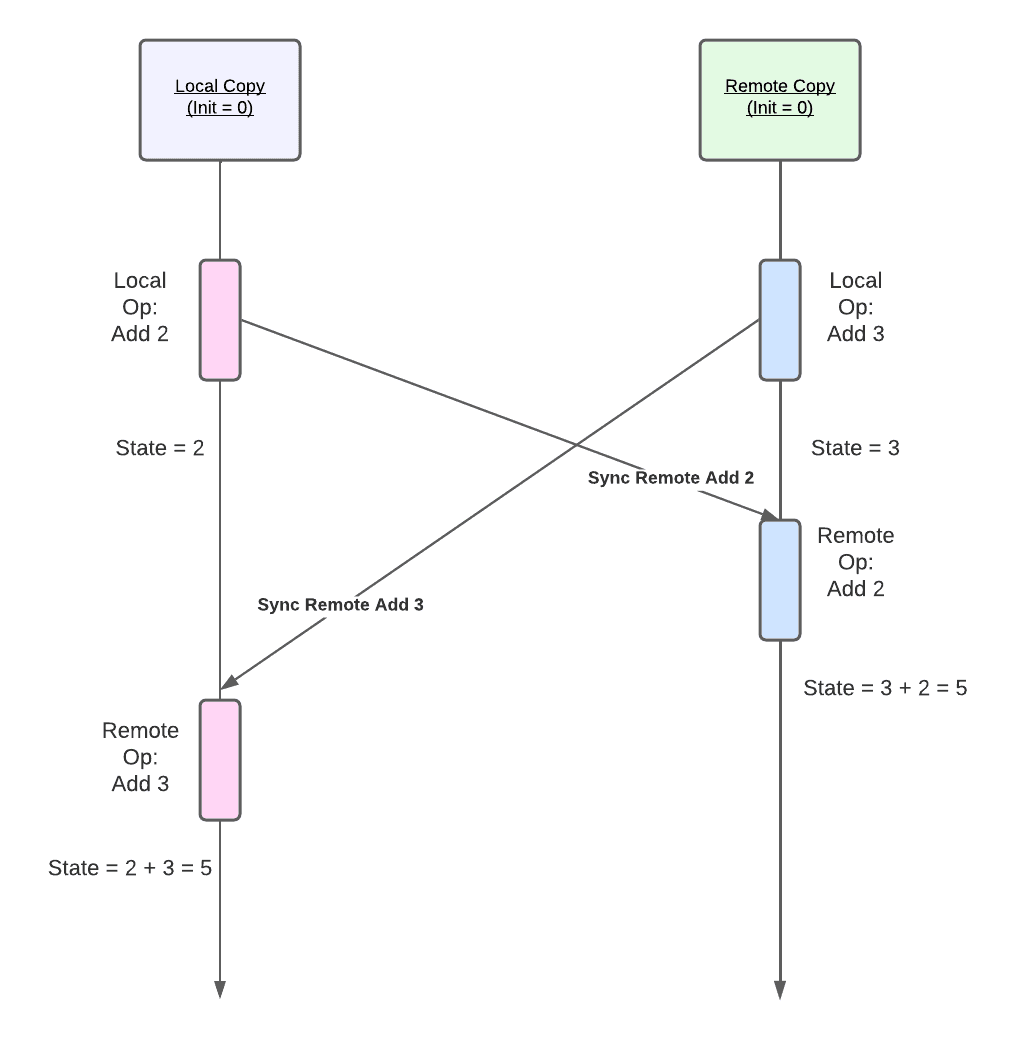 Local Copy
(Init = 0)
Remote Copy
(Init = 0)
Local
Op:
Add 2
Local
Op:
Add 3
State = 2
State = 3
Sync Remote Add 2
Remote
Op:
Add 2
Sync Remote Add 3
State = 3 + 2 = 5
Remote
Op:
Add 3
State = 2 + 3 = 5